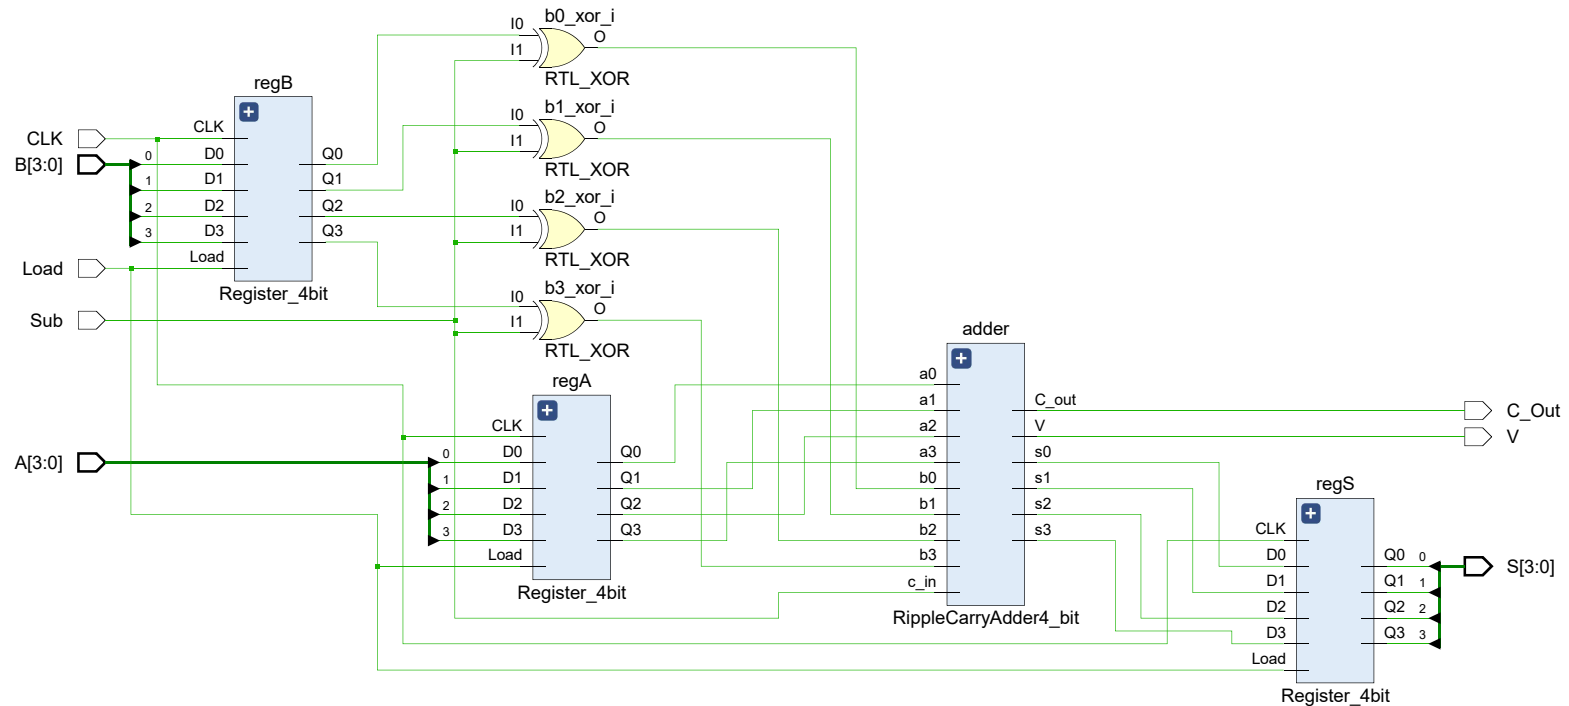 b0_xor_i
I0
I1
O
RTL_XOR
b1_xor_i
I0
I1
O
RTL_XOR
b2_xor_i
I0
I1
O
RTL_XOR
b3_xor_i
I0
I1
O
RTL_XOR
regB
CLK
D0
D1
D2
D3
Load
Q0
Q1
Q2
Q3
Register_4bit
CLK
B[3:0]
0
1
2
3
Load
Sub
A[3:0]
0
1
2
3
regA
CLK
D0
D1
D2
D3
Load
Q0
Q1
Q2
Q3
Register_4bit
adder
a0
a1
a2
a3
b0
b1
b2
b3
c_in
C_out
V
s0
s1
s2
s3
RippleCarryAdder4_bit
C_Out
V
regS
CLK
D0
D1
D2
D3
Load
Q0
Q1
Q2
Q3
0
1
2
3
S[3:0]
Register_4bit